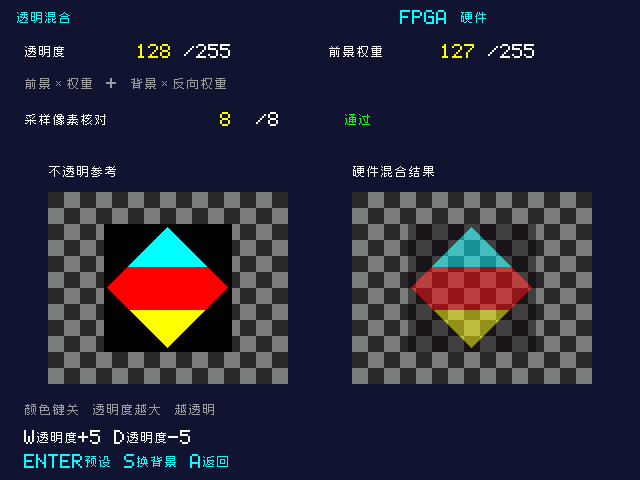 透明混合 FPGA 硬件
透明度 128 /255 前景权重 127 /255
前景×权重 + 背景×反向权重
采样像素核对 8 /8 通过
不透明参考 硬件混合结果
颜色键关 透明度越大 越透明
W透明度+5 D透明度-5
ENTER预设 S换背景 A返回